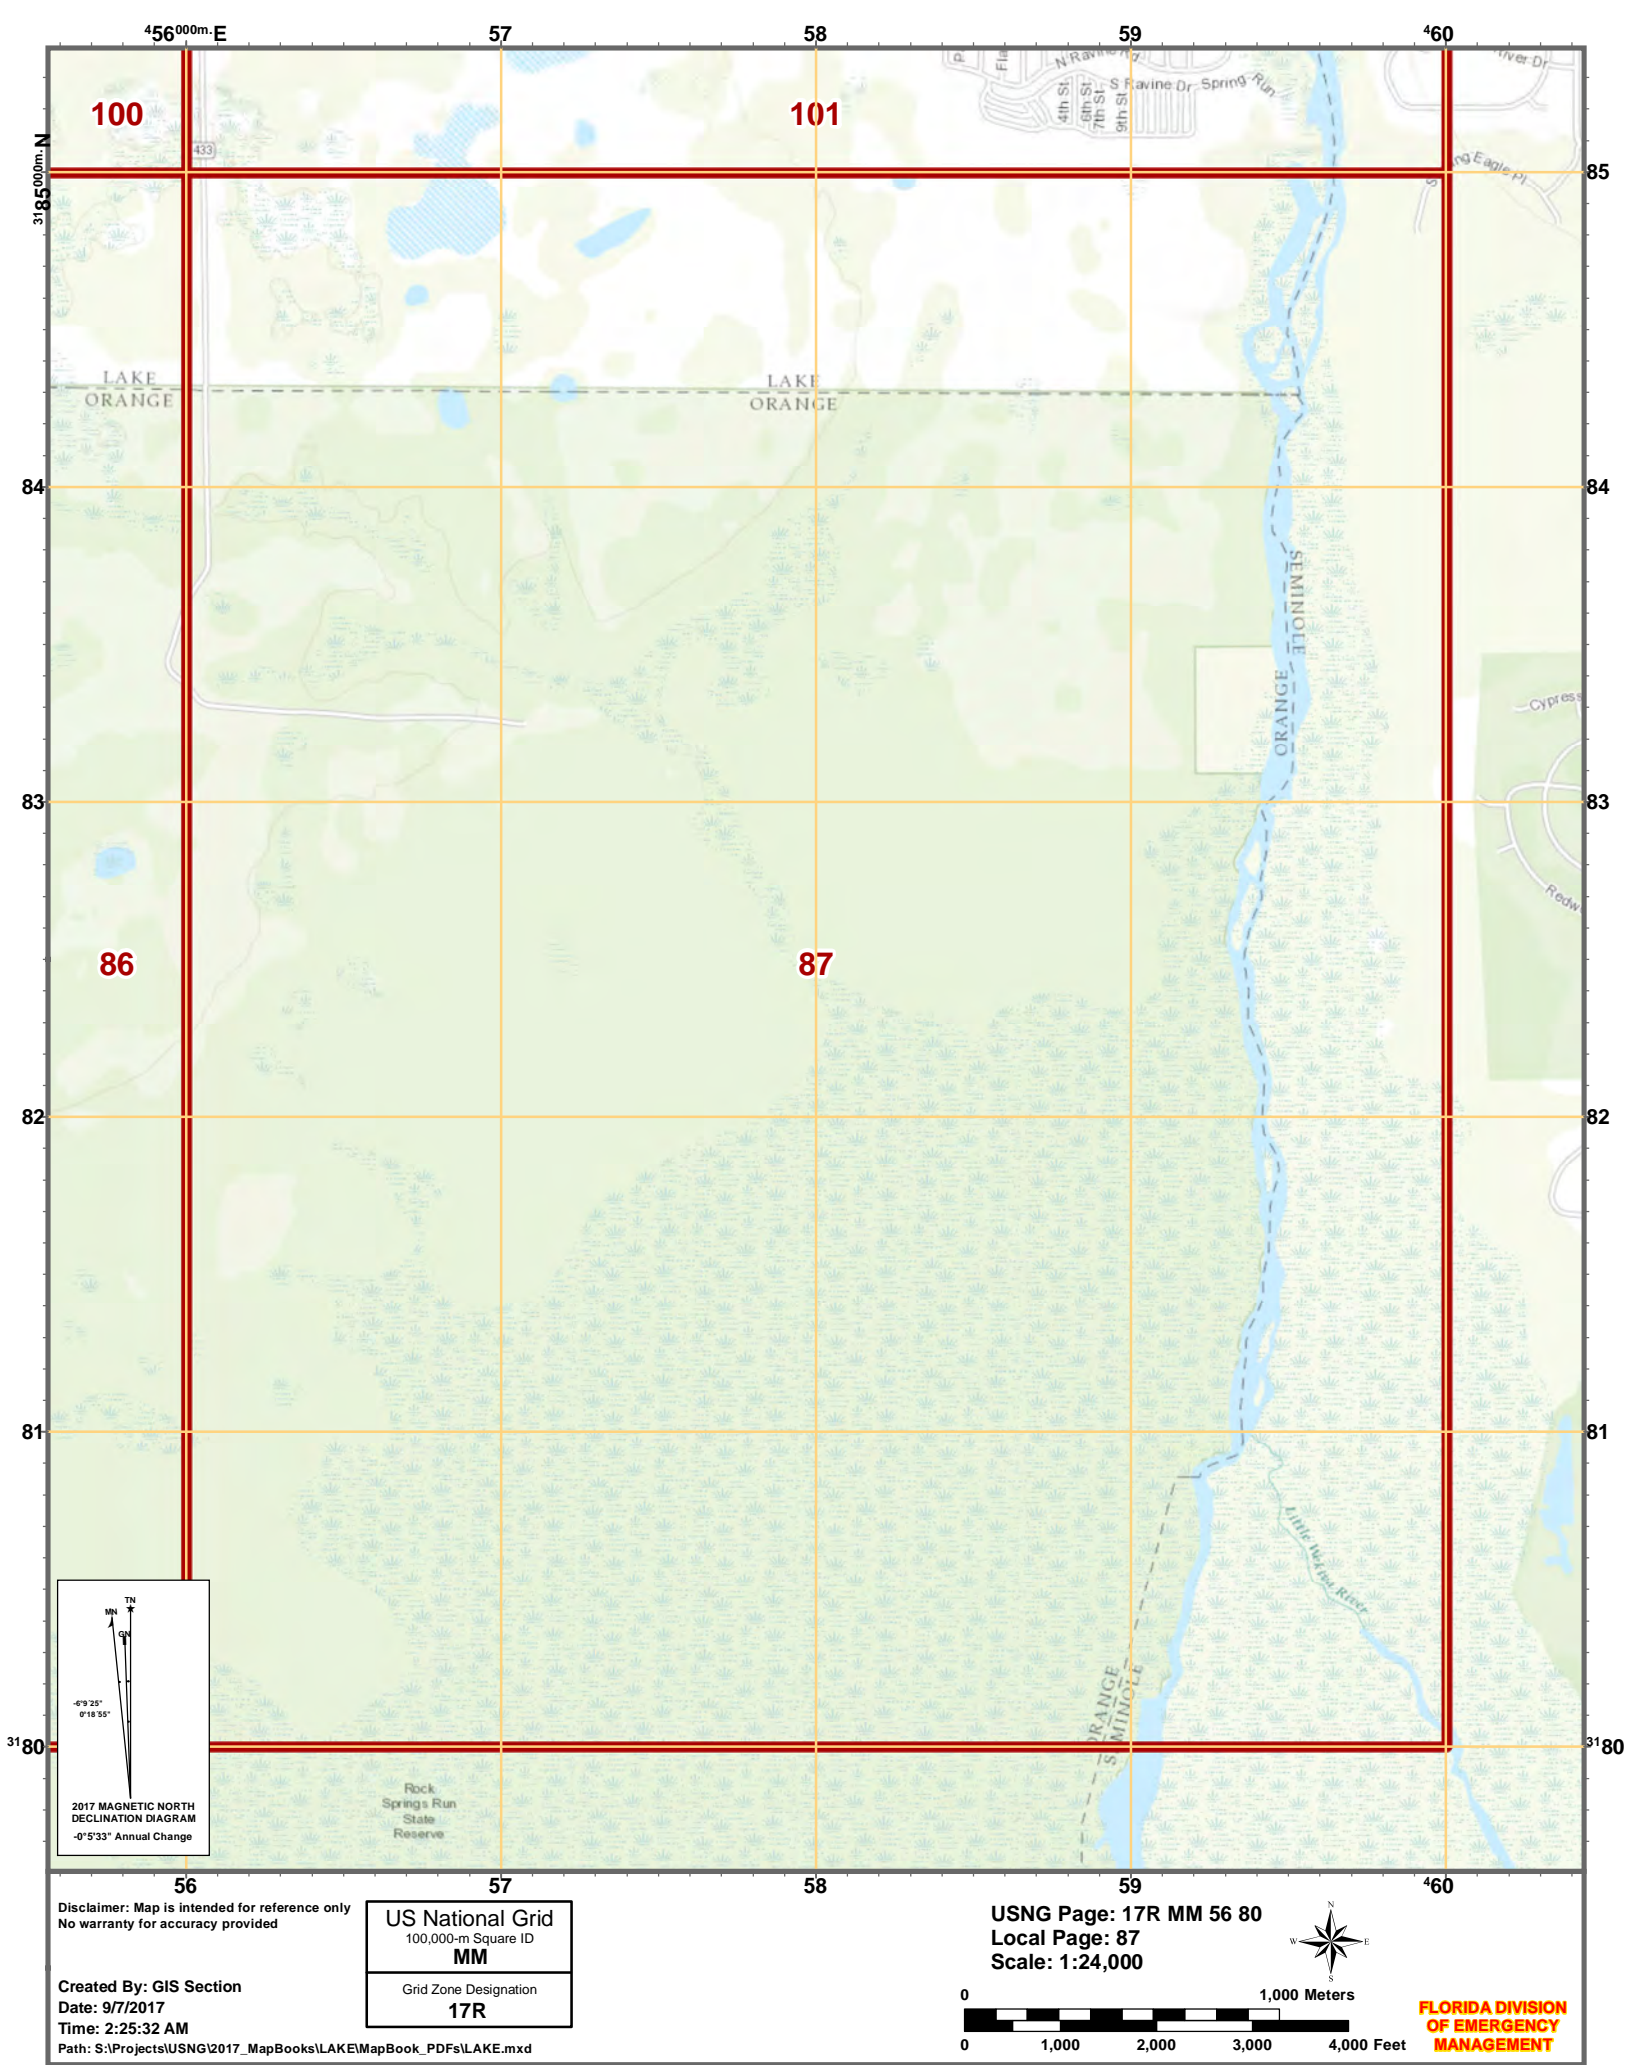 456000m.E 57 58 59 460
3185000m.N
100
101
N Ravine Rd
S Ravine Dr Spring Run
4th St
6th St
7th St
9th St
River Dr
433
ng Eagle Pl
85
LAKE
ORANGE
LAKE
ORANGE
84
84
SEMINOLE
ORANGE
Cypress
83
83
Redw
86
87
82
82
81
81
Little Wekiva River
ORANGE
SEMINOLE
TN
MN
GN
-6°9'25"
0°18'55"
2017 MAGNETIC NORTH
DECLINATION DIAGRAM
-0°5'33" Annual Change
3180
3180
Rock
Springs Run
State
Reserve
56 57 58 59 460
Disclaimer: Map is intended for reference only
No warranty for accuracy provided
Created By: GIS Section
Date: 9/7/2017
Time: 2:25:32 AM
Path: S:\Projects\USNG\2017_MapBooks\LAKE\MapBook_PDFs\LAKE.mxd
US National Grid
100,000-m Square ID
MM
Grid Zone Designation
17R
USNG Page: 17R MM 56 80
Local Page: 87
Scale: 1:24,000
N
W E
S
0 1,000 Meters
0 1,000 2,000 3,000 4,000 Feet
FLORIDA DIVISION
OF EMERGENCY
MANAGEMENT